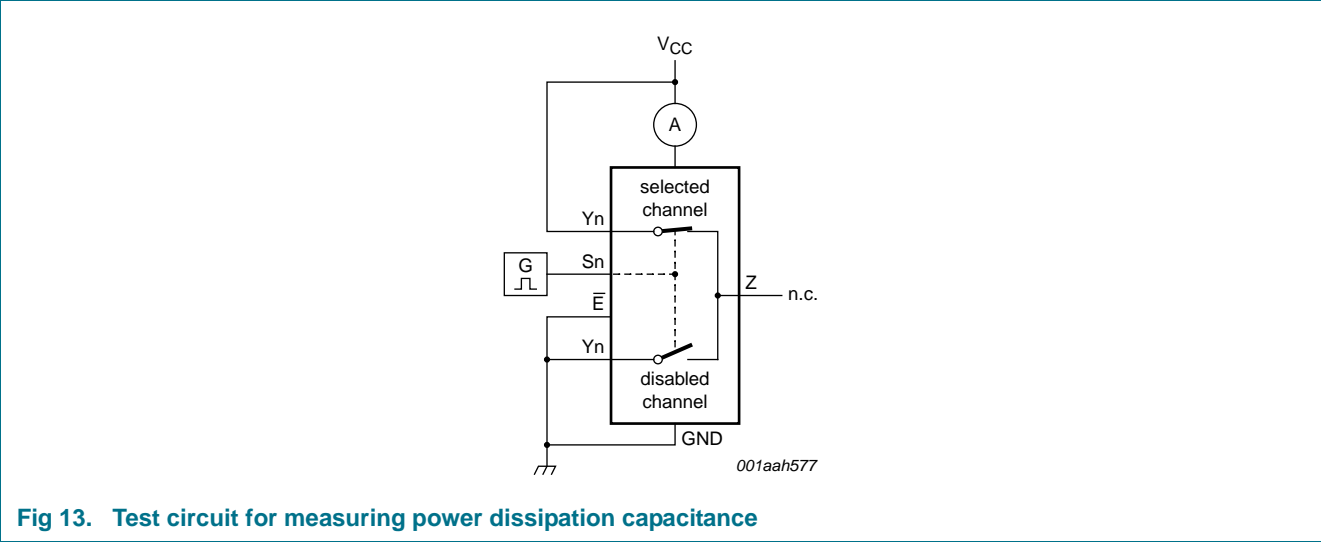 VCC
A
selected
channel
Yn
G
Sn
E̅
Z
n.c.
Yn
disabled
channel
GND
001aah577
Fig 13. Test circuit for measuring power dissipation capacitance